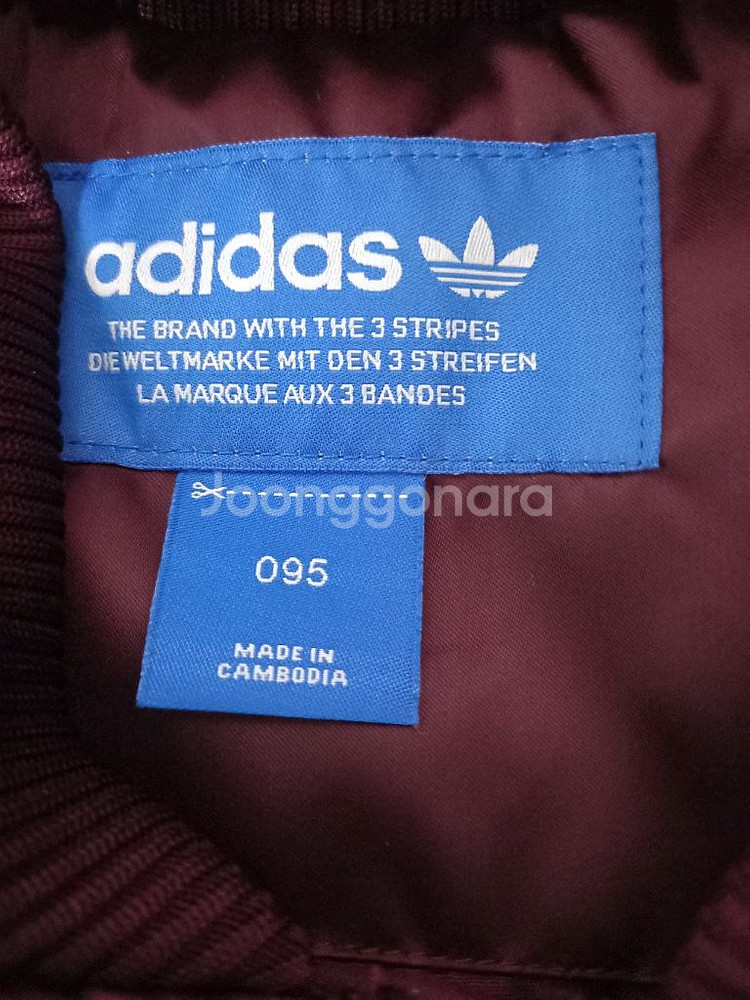 adidas
THE BRAND WITH THE 3 STRIPES
DIE WELTMARKE MIT DEN 3 STREIFEN
LA MARQUE AUX 3 BANDES
Joonggonara
095
MADE IN
CAMBODIA